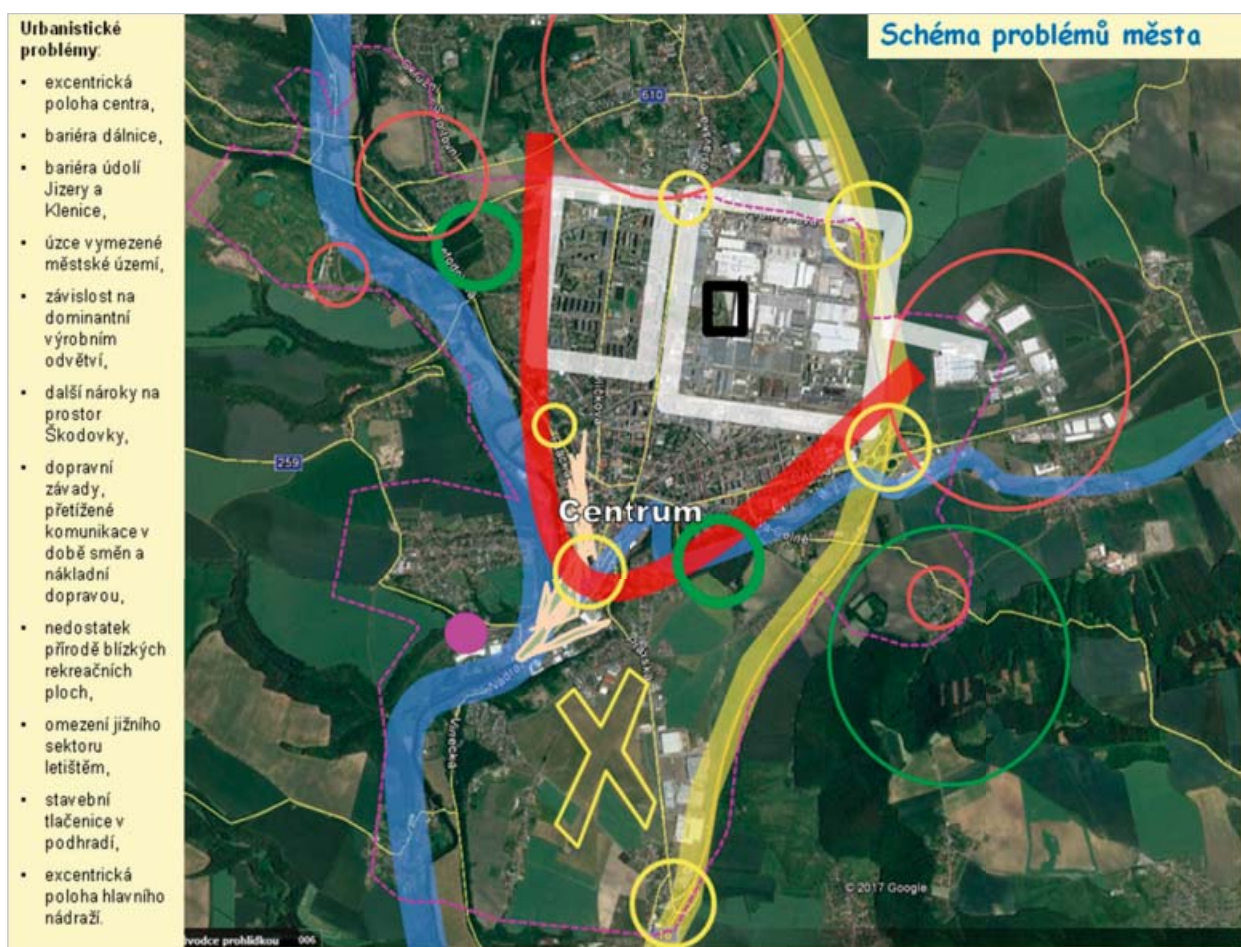 Urbanistické
problémy:
▪ excentrická
poloha centra,
▪ bariéra dálnice,
▪ bariéra údolí
Jizery a
Klenice,
▪ úzce vymezené
městské území,
▪ závislost na
dominantní
výrobním
odvětví,
▪ další nároky na
prostor
Škodovky,
▪ dopravní
závady,
přetížené
komunikace v
době směn a
nákladní
dopravou,
▪ nedostatek
přírodě blízkých
rekreačních
ploch,
▪ omezení jižního
sektoru
letištěm,
▪ stavební
tlačenice v
podhradí,
▪ excentrická
poloha hlavního
nádraží.
Schéma problémů města
610
259
Centrum
© 2017 Google
ůvodce prohlídkou 006